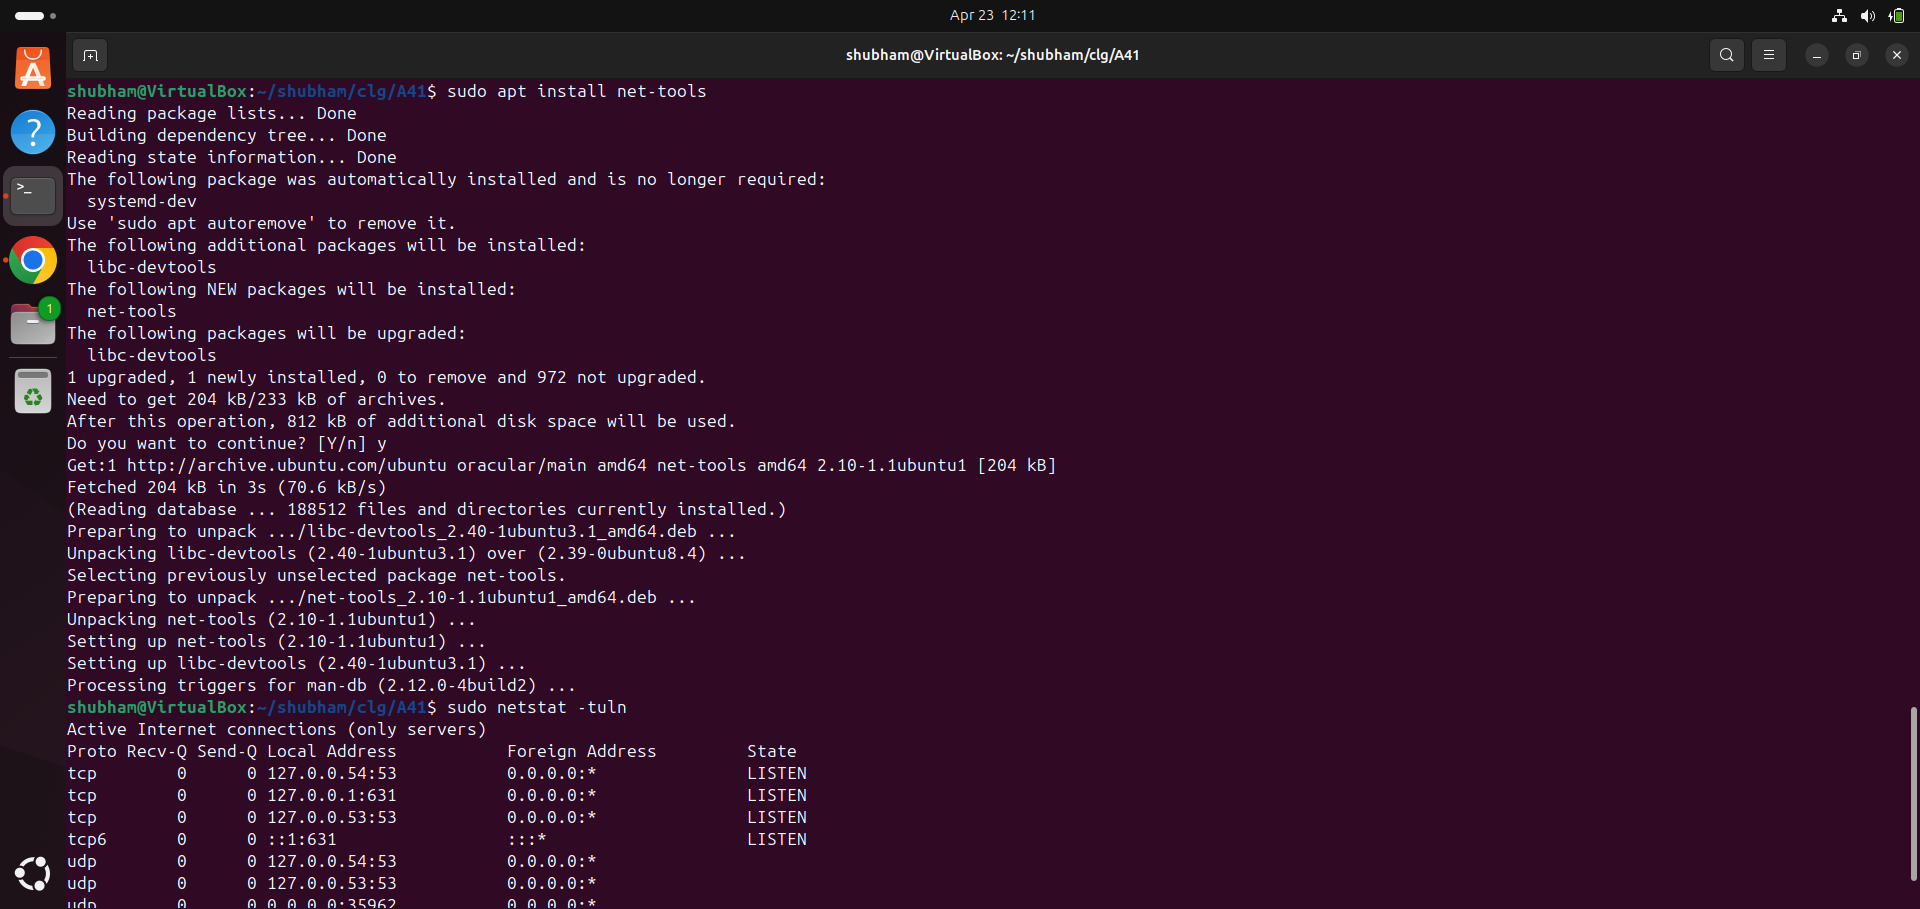 Apr 23 12:11
shubham@VirtualBox: ~/shubham/clg/A41
shubham@VirtualBox:~/shubham/clg/A41$ sudo apt install net-tools
Reading package lists... Done
Building dependency tree... Done
Reading state information... Done
The following package was automatically installed and is no longer required:
  systemd-dev
Use 'sudo apt autoremove' to remove it.
The following additional packages will be installed:
  libc-devtools
The following NEW packages will be installed:
  net-tools
The following packages will be upgraded:
  libc-devtools
1 upgraded, 1 newly installed, 0 to remove and 972 not upgraded.
Need to get 204 kB/233 kB of archives.
After this operation, 812 kB of additional disk space will be used.
Do you want to continue? [Y/n] y
Get:1 http://archive.ubuntu.com/ubuntu oracular/main amd64 net-tools amd64 2.10-1.1ubuntu1 [204 kB]
Fetched 204 kB in 3s (70.6 kB/s)
(Reading database ... 188512 files and directories currently installed.)
Preparing to unpack .../libc-devtools_2.40-1ubuntu3.1_amd64.deb ...
Unpacking libc-devtools (2.40-1ubuntu3.1) over (2.39-0ubuntu8.4) ...
Selecting previously unselected package net-tools.
Preparing to unpack .../net-tools_2.10-1.1ubuntu1_amd64.deb ...
Unpacking net-tools (2.10-1.1ubuntu1) ...
Setting up net-tools (2.10-1.1ubuntu1) ...
Setting up libc-devtools (2.40-1ubuntu3.1) ...
Processing triggers for man-db (2.12.0-4build2) ...
shubham@VirtualBox:~/shubham/clg/A41$ sudo netstat -tuln
Active Internet connections (only servers)
Proto Recv-Q Send-Q Local Address           Foreign Address         State
tcp        0      0 127.0.0.54:53           0.0.0.0:*               LISTEN
tcp        0      0 127.0.0.1:631           0.0.0.0:*               LISTEN
tcp        0      0 127.0.0.53:53           0.0.0.0:*               LISTEN
tcp6       0      0 ::1:631                 :::*                    LISTEN
udp        0      0 127.0.0.54:53           0.0.0.0:*
udp        0      0 127.0.0.53:53           0.0.0.0:*
udp        0      0 0.0.0.0:35962           0.0.0.0:*
1